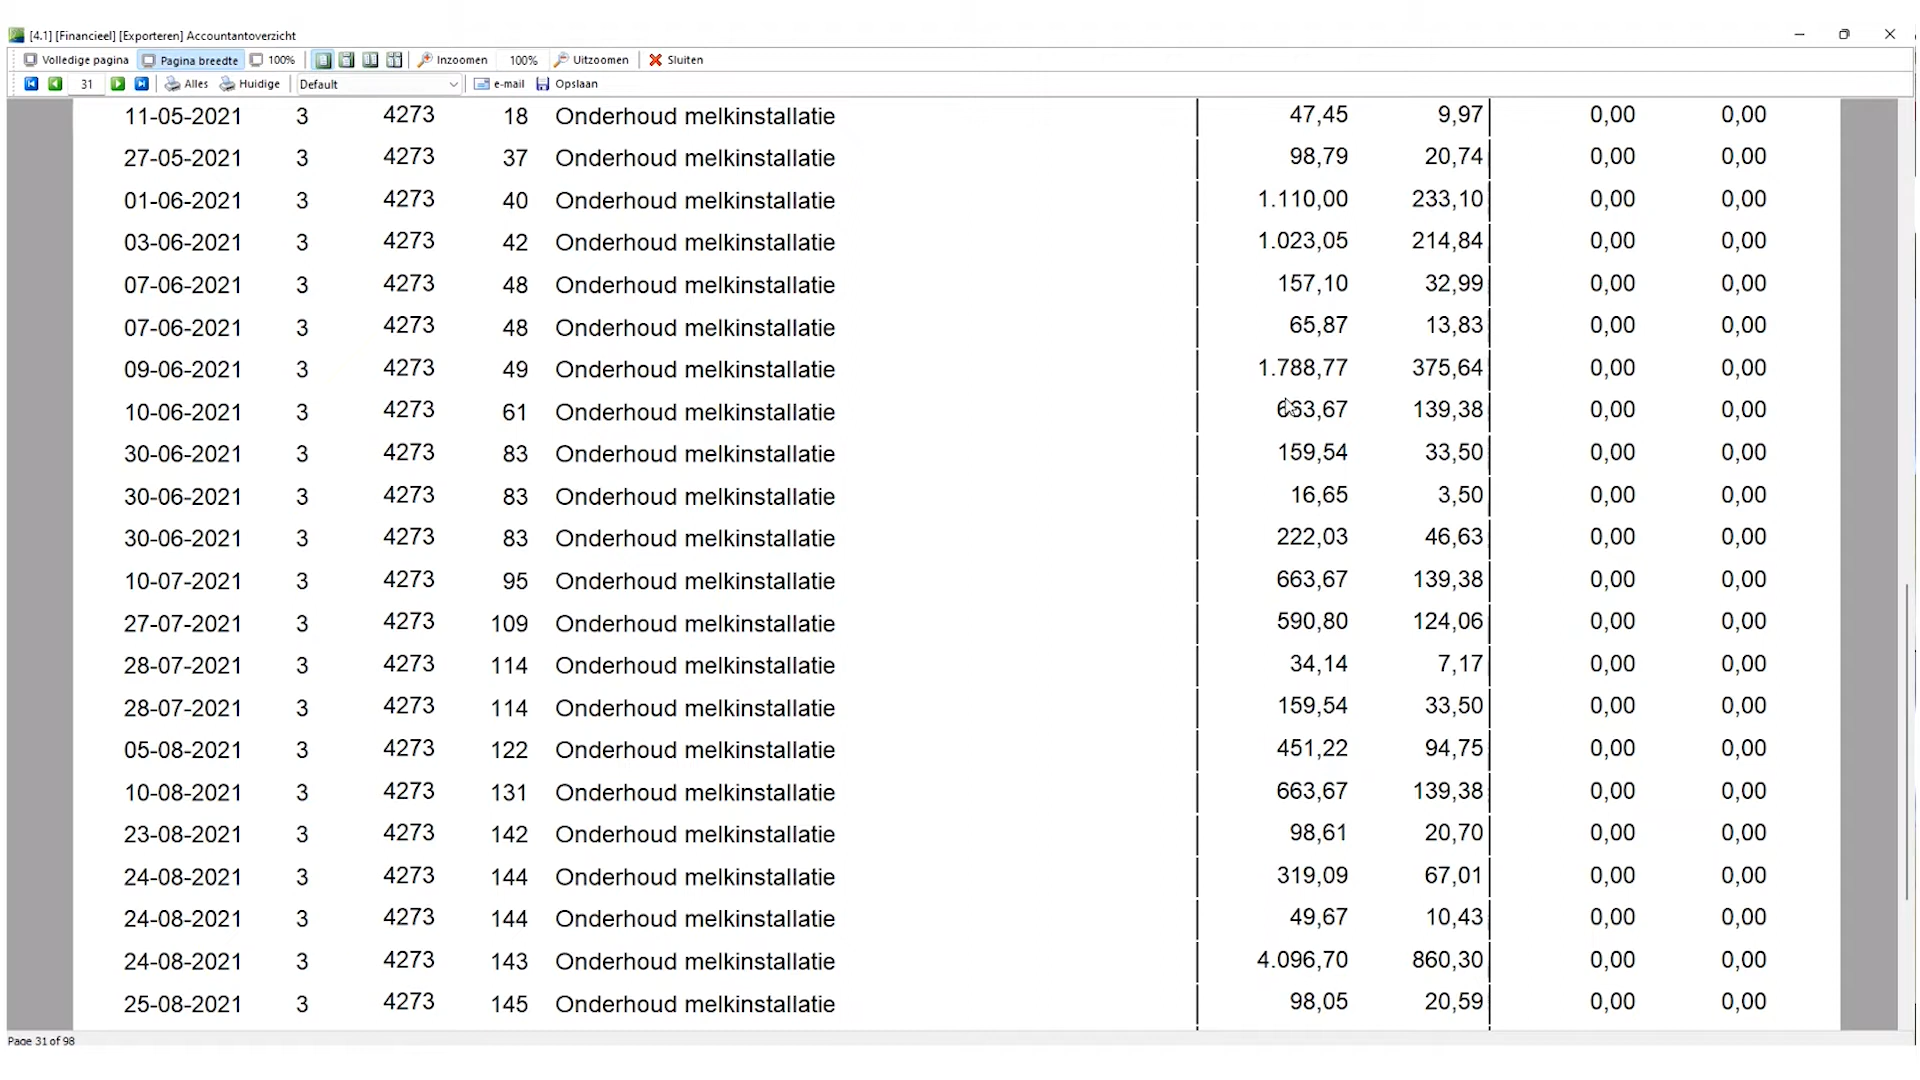 [4.1] [Financieel] [Exporteren] Accountantoverzicht
Volledige pagina Pagina breedte 100% Inzoomen 100% Uitzoomen Sluiten
31 Alles Huidige Default e-mail Opslaan
11-05-2021 3 4273 18 Onderhoud melkinstallatie 47,45 9,97 0,00 0,00
27-05-2021 3 4273 37 Onderhoud melkinstallatie 98,79 20,74 0,00 0,00
01-06-2021 3 4273 40 Onderhoud melkinstallatie 1.110,00 233,10 0,00 0,00
03-06-2021 3 4273 42 Onderhoud melkinstallatie 1.023,05 214,84 0,00 0,00
07-06-2021 3 4273 48 Onderhoud melkinstallatie 157,10 32,99 0,00 0,00
07-06-2021 3 4273 48 Onderhoud melkinstallatie 65,87 13,83 0,00 0,00
09-06-2021 3 4273 49 Onderhoud melkinstallatie 1.788,77 375,64 0,00 0,00
10-06-2021 3 4273 61 Onderhoud melkinstallatie 663,67 139,38 0,00 0,00
30-06-2021 3 4273 83 Onderhoud melkinstallatie 159,54 33,50 0,00 0,00
30-06-2021 3 4273 83 Onderhoud melkinstallatie 16,65 3,50 0,00 0,00
30-06-2021 3 4273 83 Onderhoud melkinstallatie 222,03 46,63 0,00 0,00
10-07-2021 3 4273 95 Onderhoud melkinstallatie 663,67 139,38 0,00 0,00
27-07-2021 3 4273 109 Onderhoud melkinstallatie 590,80 124,06 0,00 0,00
28-07-2021 3 4273 114 Onderhoud melkinstallatie 34,14 7,17 0,00 0,00
28-07-2021 3 4273 114 Onderhoud melkinstallatie 159,54 33,50 0,00 0,00
05-08-2021 3 4273 122 Onderhoud melkinstallatie 451,22 94,75 0,00 0,00
10-08-2021 3 4273 131 Onderhoud melkinstallatie 663,67 139,38 0,00 0,00
23-08-2021 3 4273 142 Onderhoud melkinstallatie 98,61 20,70 0,00 0,00
24-08-2021 3 4273 144 Onderhoud melkinstallatie 319,09 67,01 0,00 0,00
24-08-2021 3 4273 144 Onderhoud melkinstallatie 49,67 10,43 0,00 0,00
24-08-2021 3 4273 143 Onderhoud melkinstallatie 4.096,70 860,30 0,00 0,00
25-08-2021 3 4273 145 Onderhoud melkinstallatie 98,05 20,59 0,00 0,00
Page 31 of 98